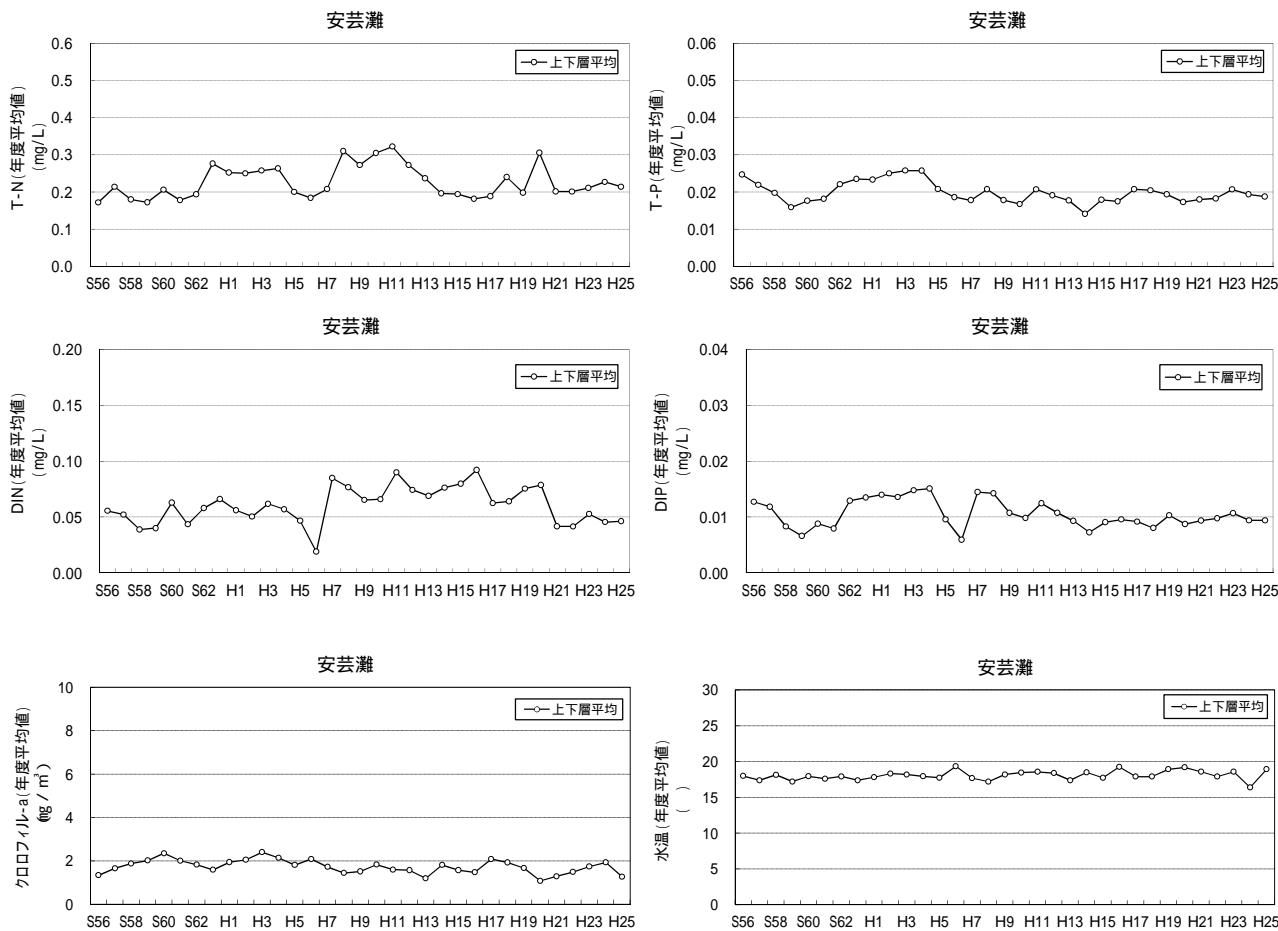 安芸灘
T-N(年度平均値)
(mg/L)
0.6
0.5
0.4
0.3
0.2
0.1
0.0
上下層平均
S56 S58 S60 S62 H1 H3 H5 H7 H9 H11 H13 H15 H17 H19 H21 H23 H25
安芸灘
T-P(年度平均値)
(mg/L)
0.06
0.05
0.04
0.03
0.02
0.01
0.00
上下層平均
S56 S58 S60 S62 H1 H3 H5 H7 H9 H11 H13 H15 H17 H19 H21 H23 H25
安芸灘
DIN(年度平均値)
(mg/L)
0.20
0.15
0.10
0.05
0.00
上下層平均
S56 S58 S60 S62 H1 H3 H5 H7 H9 H11 H13 H15 H17 H19 H21 H23 H25
安芸灘
DIP(年度平均値)
(mg/L)
0.04
0.03
0.02
0.01
0.00
上下層平均
S56 S58 S60 S62 H1 H3 H5 H7 H9 H11 H13 H15 H17 H19 H21 H23 H25
安芸灘
クロロフィル-a(年度平均値)
(mg/㎥)
10
8
6
4
2
0
上下層平均
S56 S58 S60 S62 H1 H3 H5 H7 H9 H11 H13 H15 H17 H19 H21 H23 H25
安芸灘
水温(年度平均値)
( )
30
25
20
15
10
5
0
上下層平均
S56 S58 S60 S62 H1 H3 H5 H7 H9 H11 H13 H15 H17 H19 H21 H23 H25